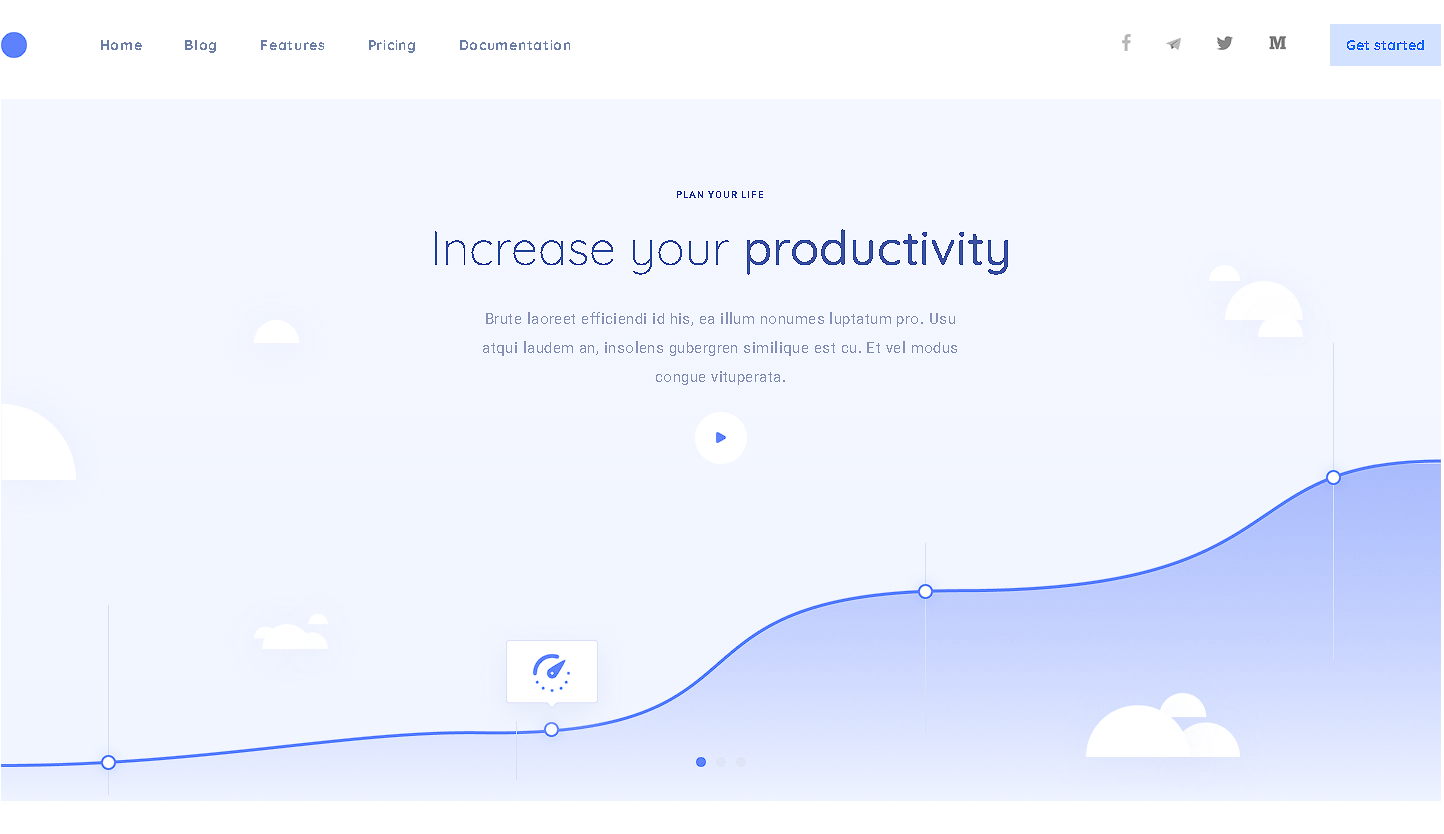 Home Blog Features Pricing Documentation Get started
PLAN YOUR LIFE
Increase your productivity
Brute laoreet efficiendi id his, ea illum nonumes luptatum pro. Usu
atqui laudem an, insolens gubergren similique est cu. Et vel modus
congue vituperata.